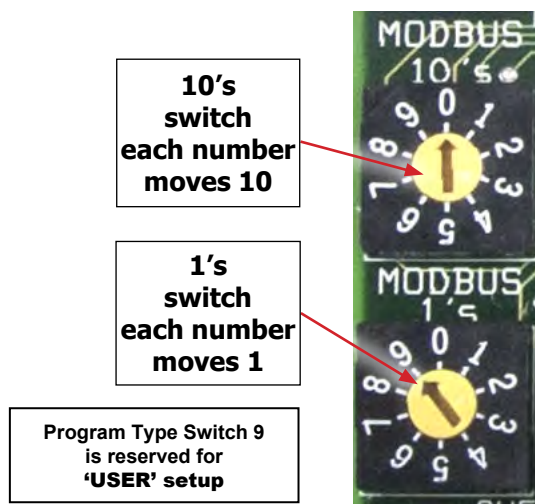 10's
switch
each number
moves 10
MODBUS
10's
0
1
2
3
4
5
6
7
8
9
1's
switch
each number
moves 1
MODBUS
1's
0
1
2
3
4
5
6
7
8
9
Program Type Switch 9
is reserved for
'USER' setup